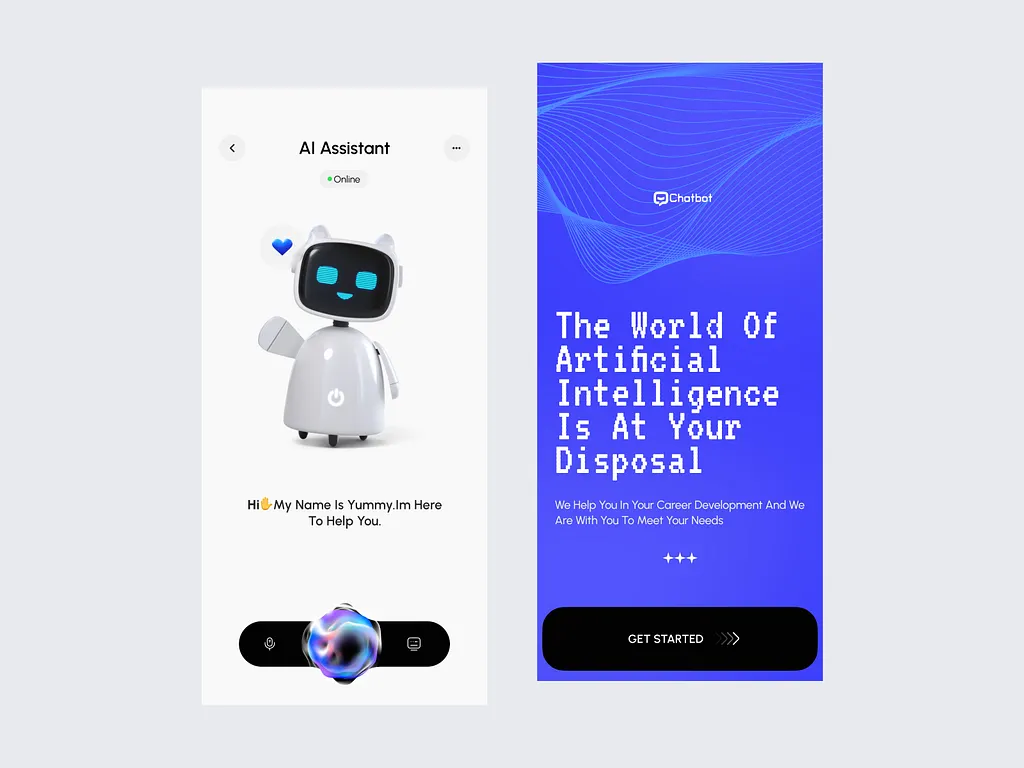 AI Assistant
Online
Hi✋My Name Is Yummy.Im Here
To Help You.
Chatbot
The World Of
Artificial
Intelligence
Is At Your
Disposal
We Help You In Your Career Development And We
Are With You To Meet Your Needs
GET STARTED